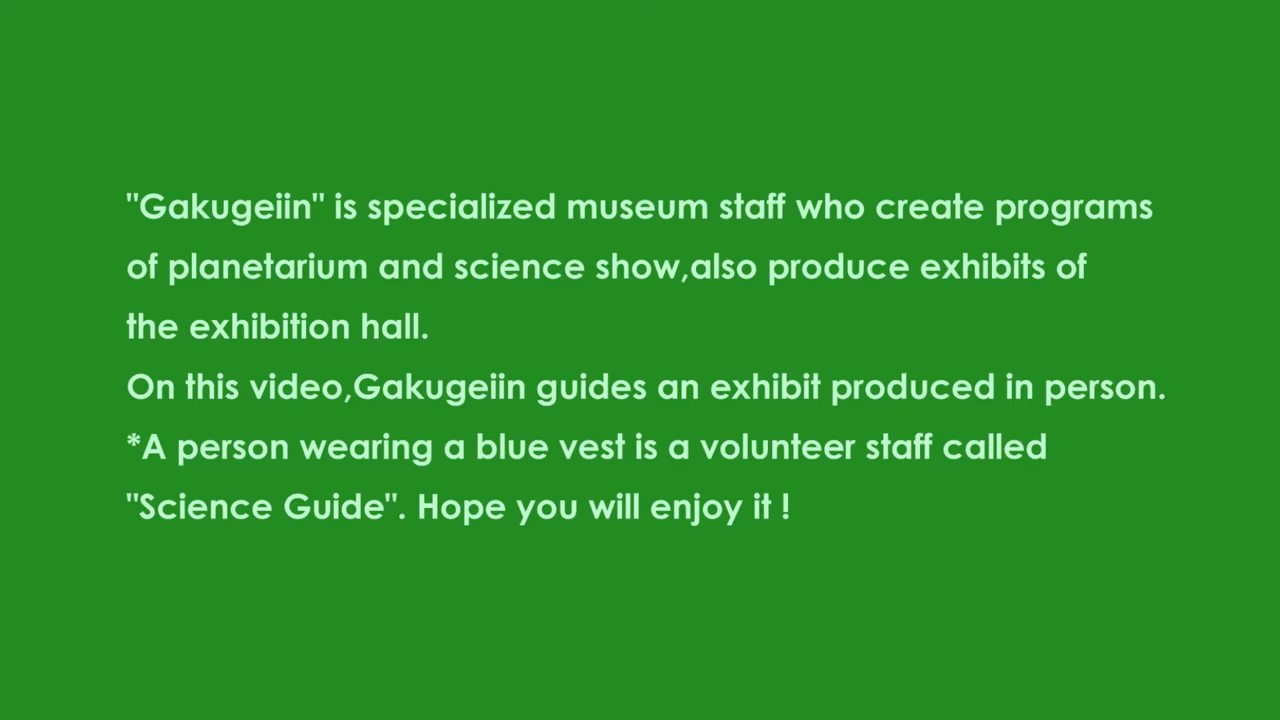 "Gakugeiin" is specialized museum staff who create programs
of planetarium and science show,also produce exhibits of
the exhibition hall.
On this video,Gakugeiin guides an exhibit produced in person.
*A person wearing a blue vest is a volunteer staff called
"Science Guide". Hope you will enjoy it !